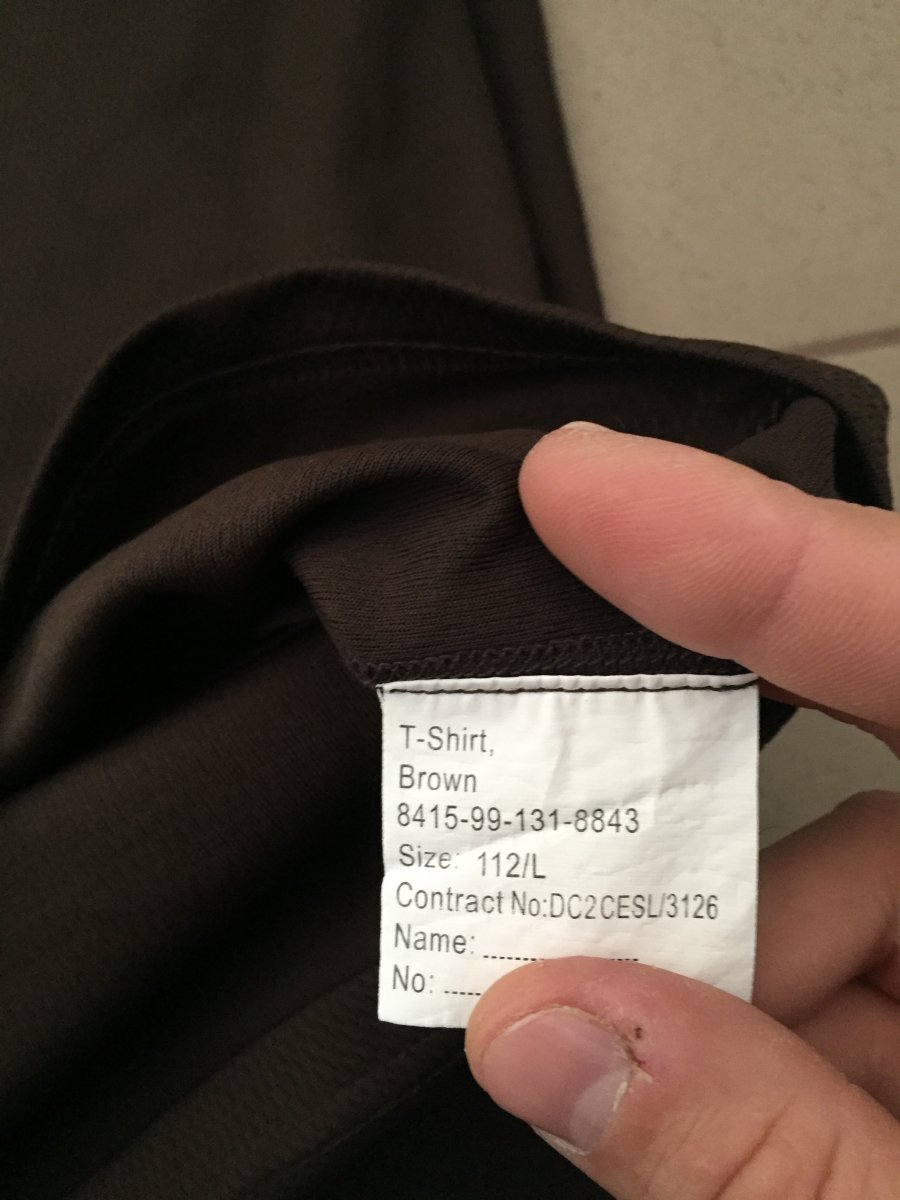 T-Shirt,
Brown
8415-99-131-8843
Size: 112/L
Contract No:DC2CESL/3126
Name: ....................
No: .....